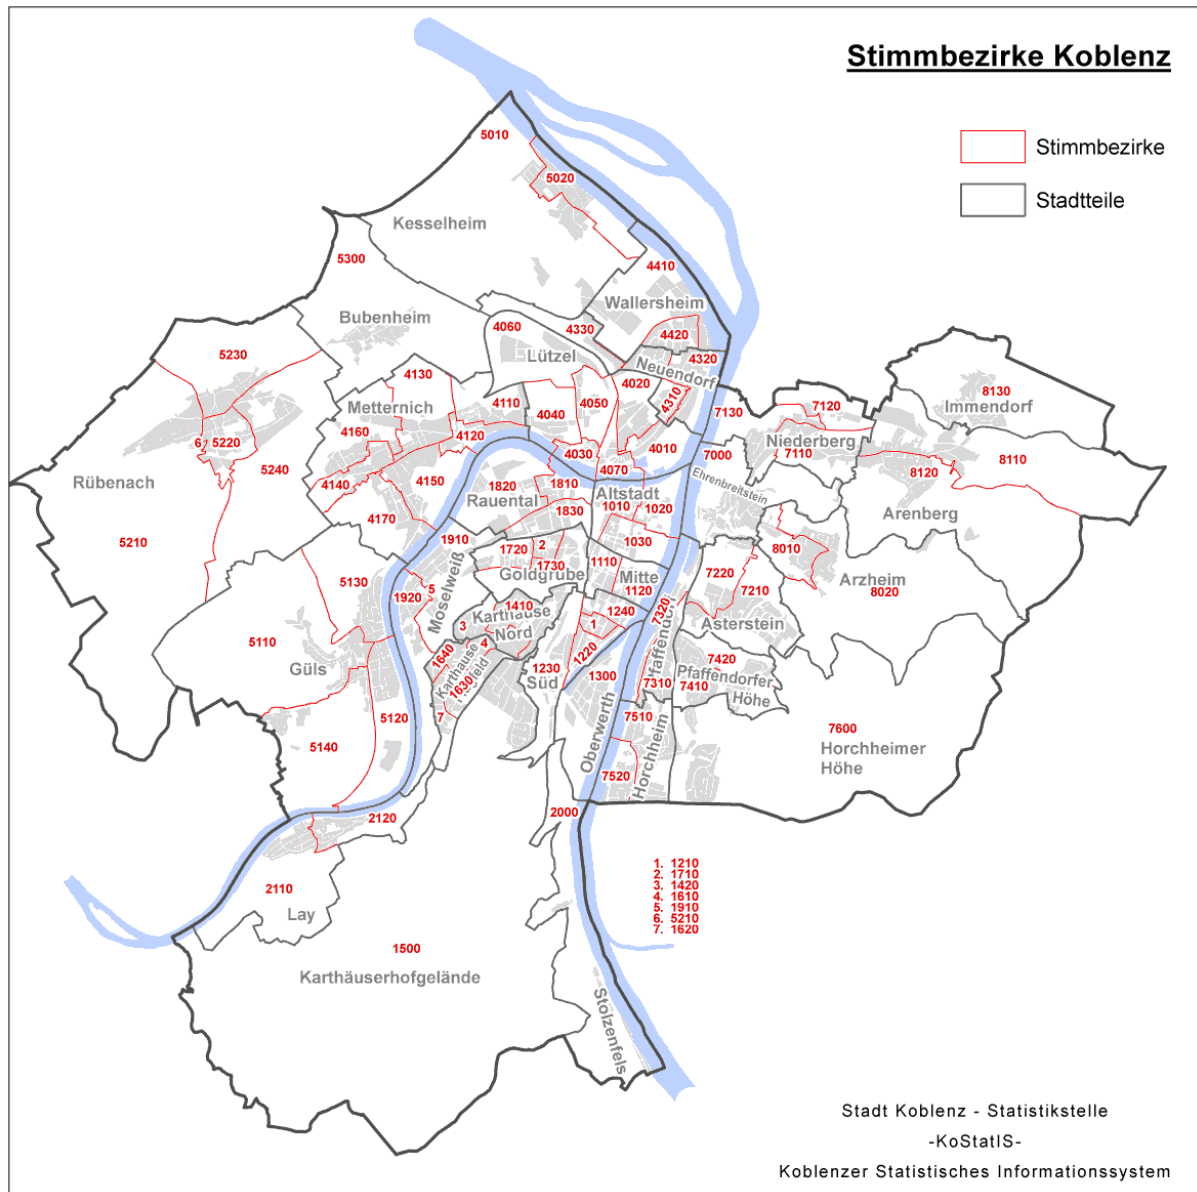 Stimmbezirke Koblenz
Stimmbezirke
Stadtteile
5010
5020
Kesselheim
5300
4410
Wallersheim
Bubenheim
4060
4330
4420
Lützel
5230
4320
Neuendorf
4130
4020
8130
Immendorf
Metternich
4110
4040
4050
4310
7130
7120
4160
4120
Niederberg
6
5220
4030
4010
7000
7110
8110
5240
4070
8120
Rübenach
4140
4150
1820
1810
Altstadt
Ehrenbreitstein
Rauental
1010
1020
Arenberg
4170
1830
5210
1910
1720
2
1030
8010
1730
1110
Goldgrube
Mitte
7220
Arzheim
5130
1120
7210
8020
1920
5
Moselweiß
1410
1240
7320
Karthause
Nord
3
1
Asterstein
5110
4
1220
Pfaffendorf
1640
7420
Güls
Karthause
1230
1300
Pfaffendorfer
Höhe
1630
Süd
7310
7410
5120
7
Oberwerth
7510
7600
5140
Horchheim
Horchheimer
Höhe
7520
2120
2000
1. 1210
2. 1710
3. 1420
4. 1610
5. 1910
6. 5210
7. 1620
2110
Lay
1500
Karthäuserhofgelände
Stolzenfels
Stadt Koblenz - Statistikstelle
-KoStatIS-
Koblenzer Statistisches Informationssystem